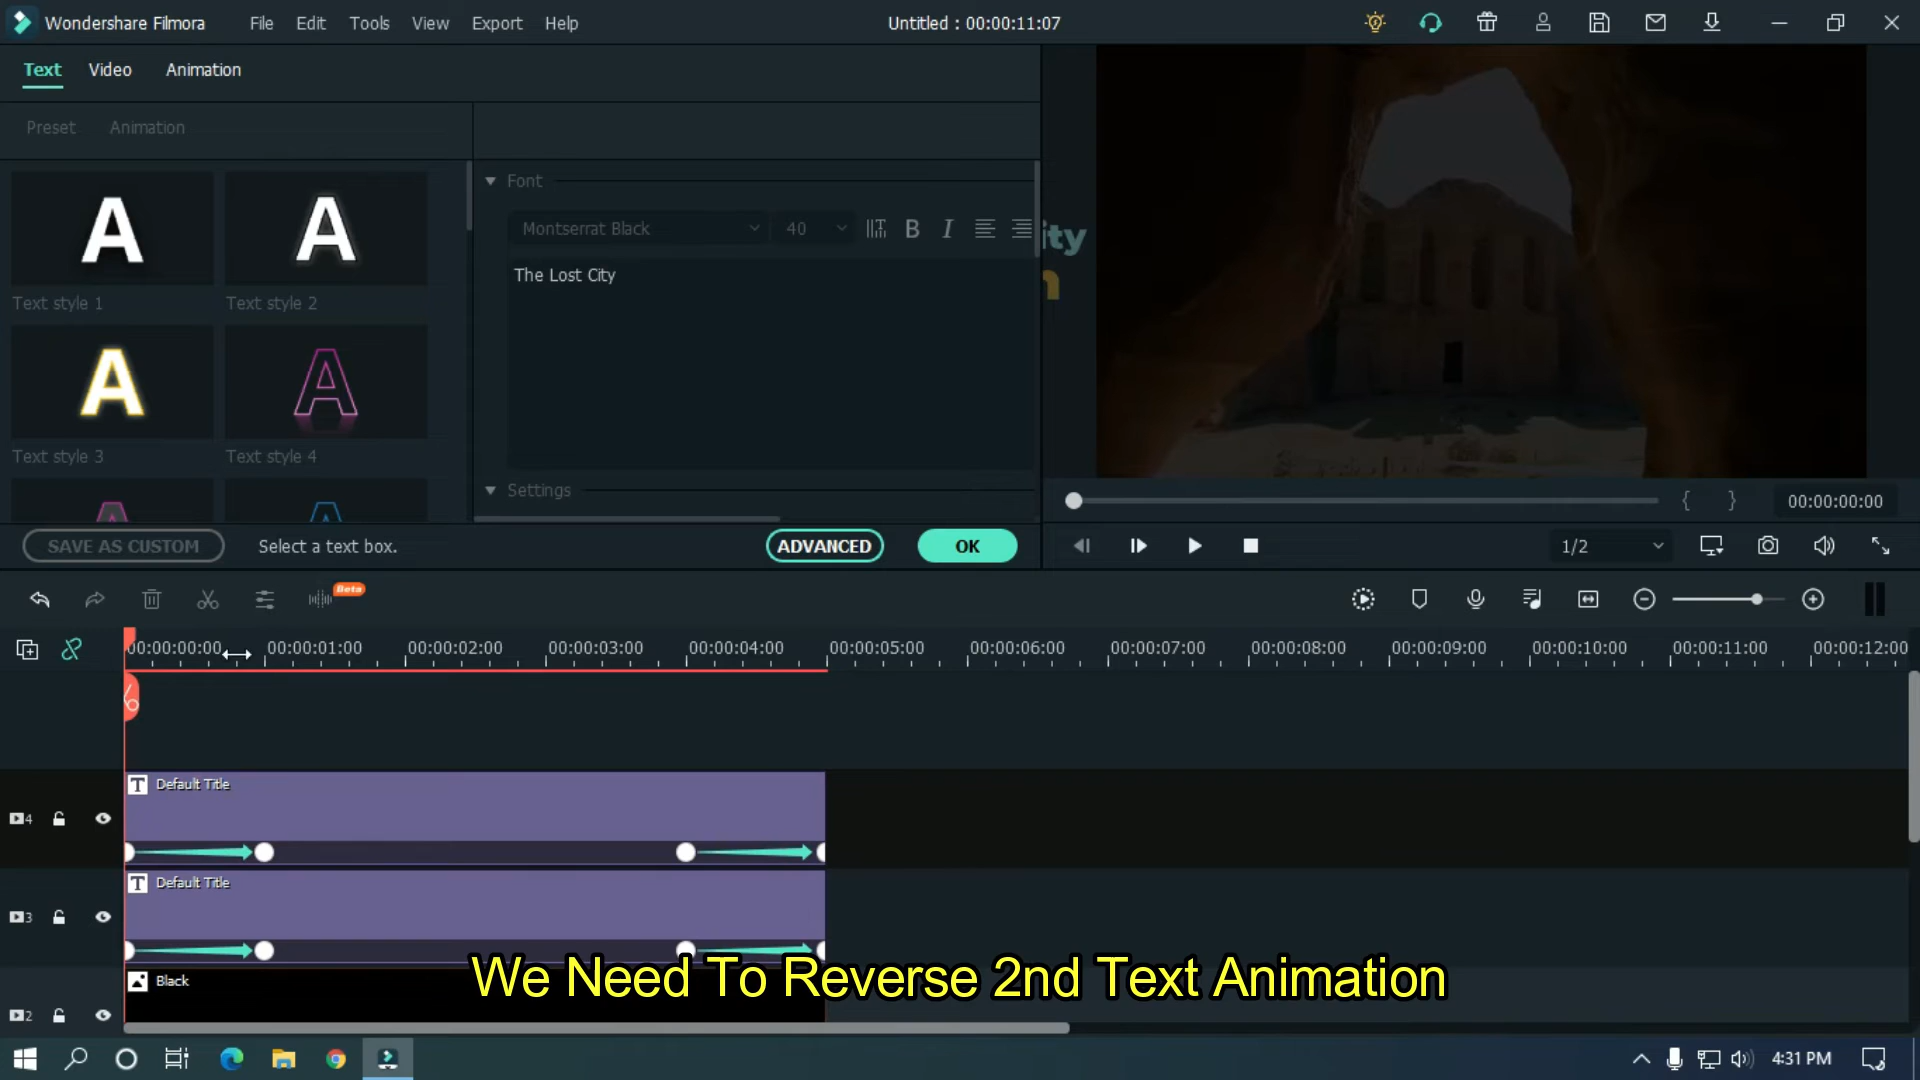 Wondershare Filmora File Edit Tools View Export Help Untitled : 00:00:11:07
Text Video Animation
Preset Animation
Font
Montserrat Black 40 B I
The Lost City
A A
Text style 1 Text style 2
A A
Text style 3 Text style 4
Settings
ity
n
{ } 00:00:00:00
SAVE AS CUSTOM Select a text box. ADVANCED OK
1/2
Beta
00:00:00:00 00:00:01:00 00:00:02:00 00:00:03:00 00:00:04:00 00:00:05:00 00:00:06:00 00:00:07:00 00:00:08:00 00:00:09:00 00:00:10:00 00:00:11:00 00:00:12:00
T Default Title
4
T Default Title
3
Black
2
We Need To Reverse 2nd Text Animation
4:31 PM